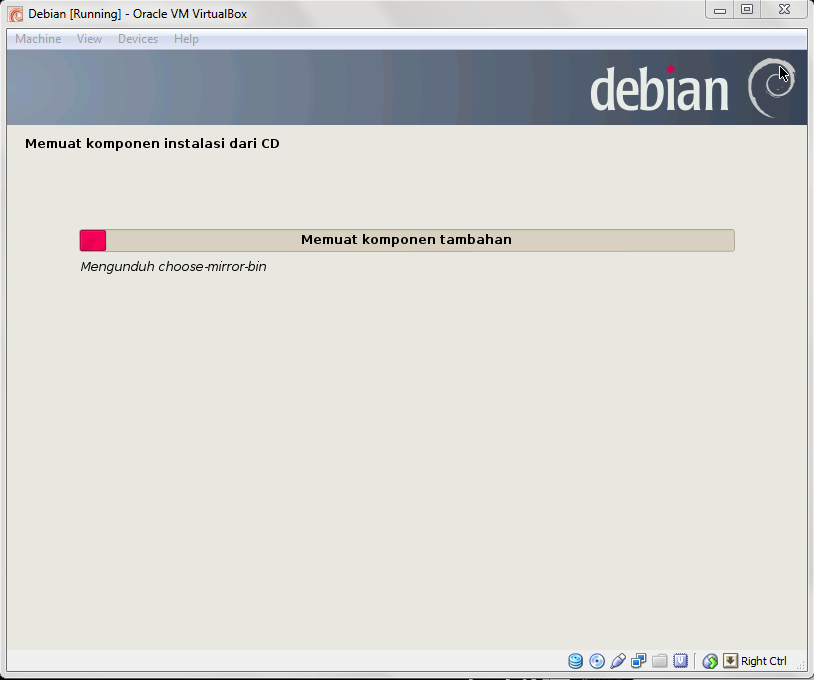 Debian [Running] - Oracle VM VirtualBox
Machine View Devices Help
debian
Memuat komponen instalasi dari CD
Memuat komponen tambahan
Mengunduh choose-mirror-bin
Right Ctrl